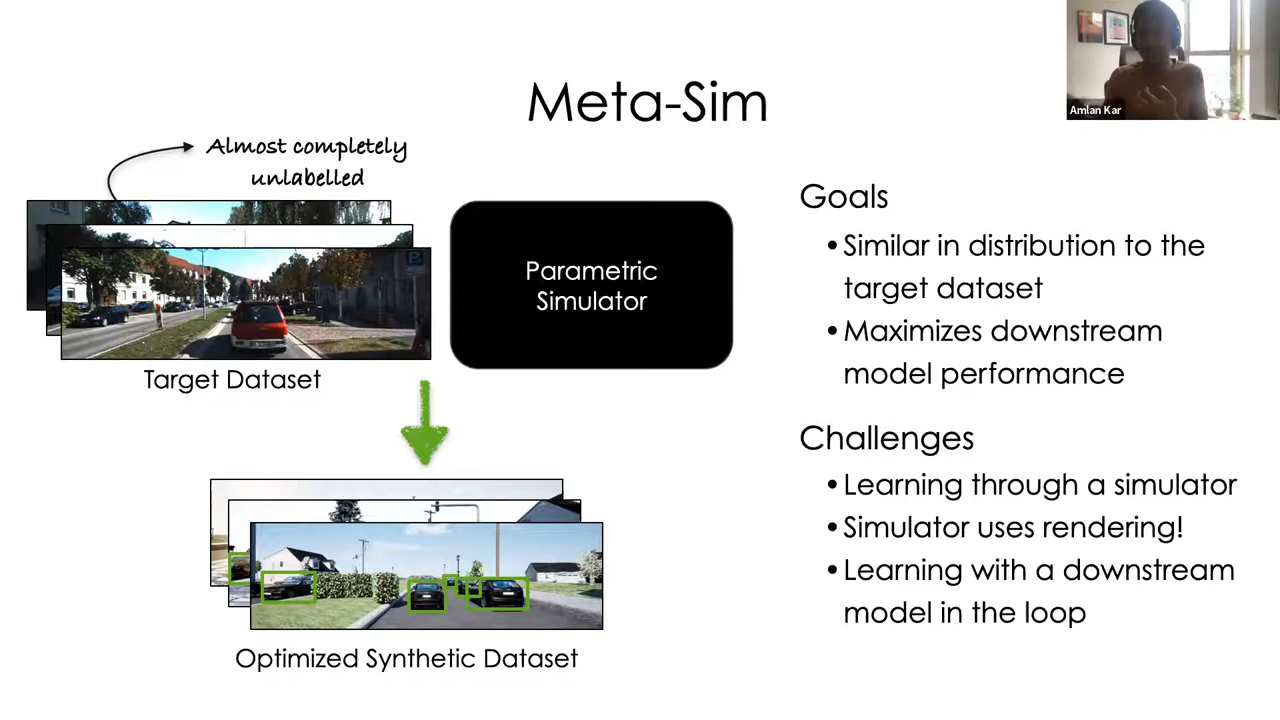 Meta-Sim
Amlan Kar
Almost completely
unlabelled
Parametric
Simulator
Target Dataset
Optimized Synthetic Dataset
Goals
•Similar in distribution to the
target dataset
•Maximizes downstream
model performance
Challenges
•Learning through a simulator
•Simulator uses rendering!
•Learning with a downstream
model in the loop